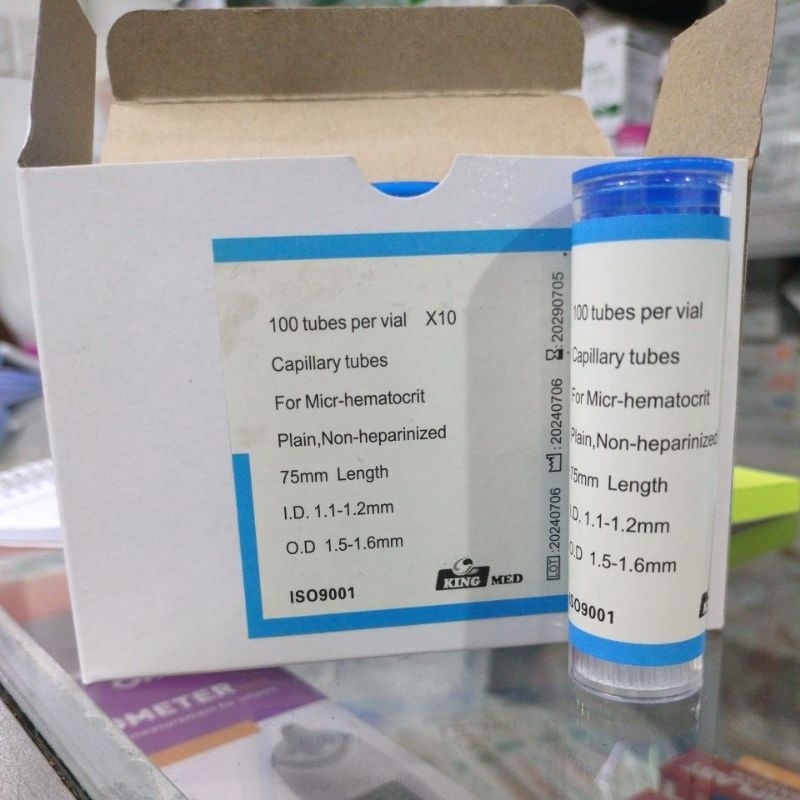 100 tubes per vial X10
Capillary tubes
For Micr-hematocrit
Plain,Non-heparinized
75mm Length
I.D. 1.1-1.2mm
O.D 1.5-1.6mm
ISO9001
KING MED
LOT:20240706
:20240706
:20290705
100 tubes per vial
Capillary tubes
For Micr-hematocrit
Plain,Non-heparinized
75mm Length
I.D. 1.1-1.2mm
O.D 1.5-1.6mm
ISO9001
OMETER